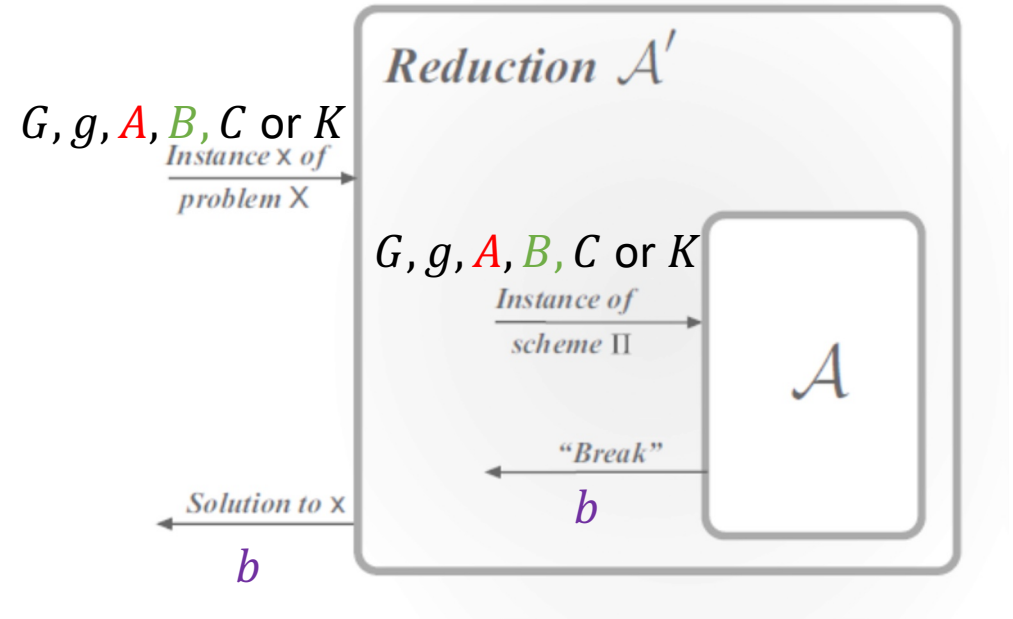 Reduction 𝒜′
G, g, A, B, C or K
Instance x of
problem X
G, g, A, B, C or K
Instance of
scheme Π
𝒜
“Break”
b
Solution to x
b